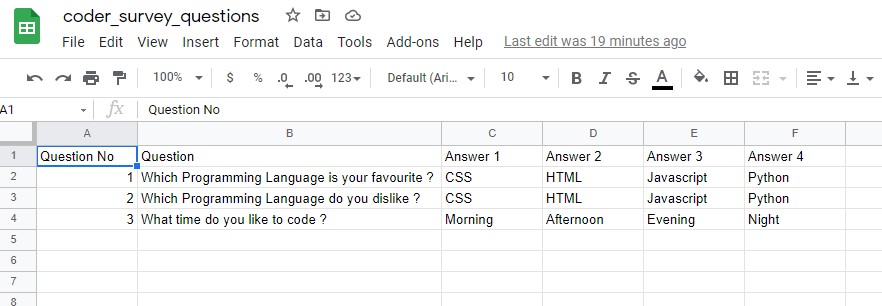 coder_survey_questions
File Edit View Insert Format Data Tools Add-ons Help Last edit was 19 minutes ago
100% $ % .0 .00 123 Default (Ari... 10 B I S A
A1 fx Question No
A B C D E F
1 Question No Question Answer 1 Answer 2 Answer 3 Answer 4
2 1 Which Programming Language is your favourite ? CSS HTML Javascript Python
3 2 Which Programming Language do you dislike ? CSS HTML Javascript Python
4 3 What time do you like to code ? Morning Afternoon Evening Night
5
6
7
8